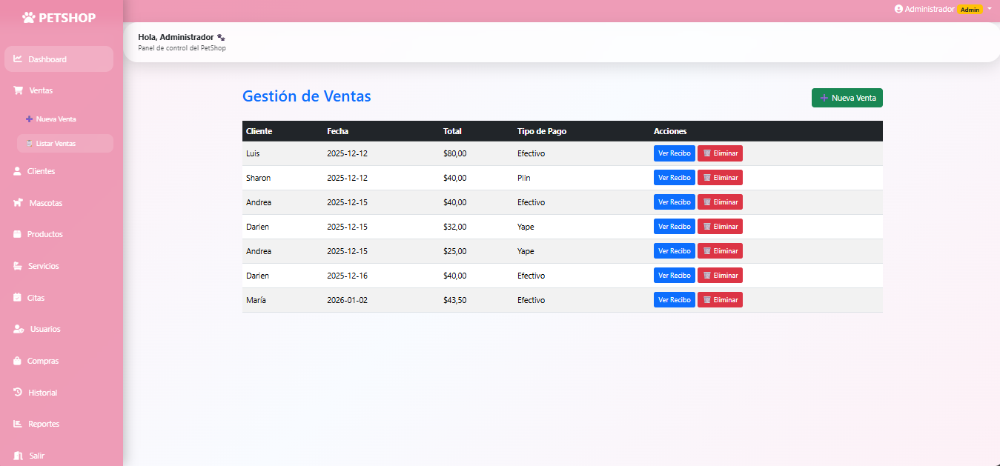 PETSHOP
Administrador Admin
Hola, Administrador
Panel de control del PetShop
Dashboard
Ventas
Nueva Venta
Listar Ventas
Clientes
Mascotas
Productos
Servicios
Citas
Usuarios
Compras
Historial
Reportes
Salir
Gestión de Ventas
Nueva Venta
Cliente Fecha Total Tipo de Pago Acciones
Luis 2025-12-12 $80,00 Efectivo Ver Recibo Eliminar
Sharon 2025-12-12 $40,00 Plin Ver Recibo Eliminar
Andrea 2025-12-15 $40,00 Efectivo Ver Recibo Eliminar
Darien 2025-12-15 $32,00 Yape Ver Recibo Eliminar
Andrea 2025-12-15 $25,00 Yape Ver Recibo Eliminar
Darien 2025-12-16 $40,00 Efectivo Ver Recibo Eliminar
María 2026-01-02 $43,50 Efectivo Ver Recibo Eliminar